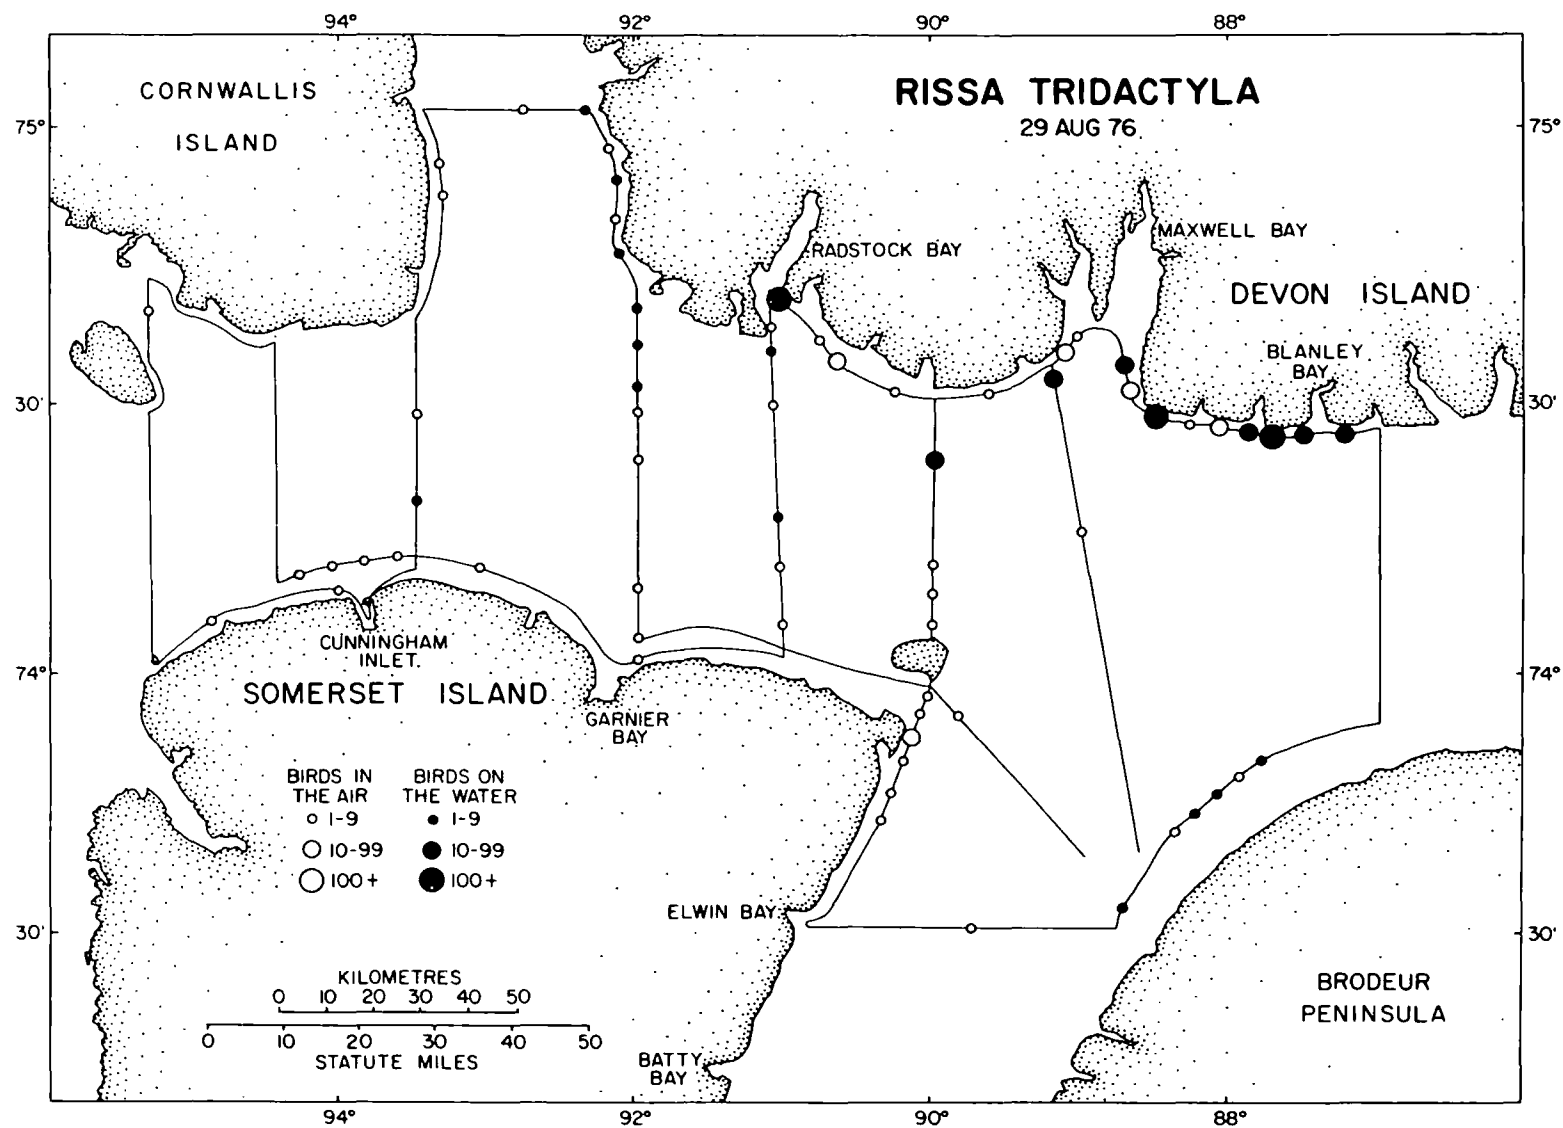 94° 92° 90° 88°
CORNWALLIS
ISLAND
RISSA TRIDACTYLA
29 AUG 76
75° 75°
RADSTOCK BAY
MAXWELL BAY
DEVON ISLAND
BLANLEY
BAY
30' 30'
CUNNINGHAM
INLET.
74° 74°
SOMERSET ISLAND
GARNIER
BAY
BIRDS IN
THE AIR
1-9
10-99
100+
BIRDS ON
THE WATER
1-9
10-99
100+
ELWIN BAY
30' 30'
KILOMETRES
0 10 20 30 40 50
0 10 20 30 40 50
STATUTE MILES
BATTY
BAY
BRODEUR
PENINSULA
94° 92° 90° 88°